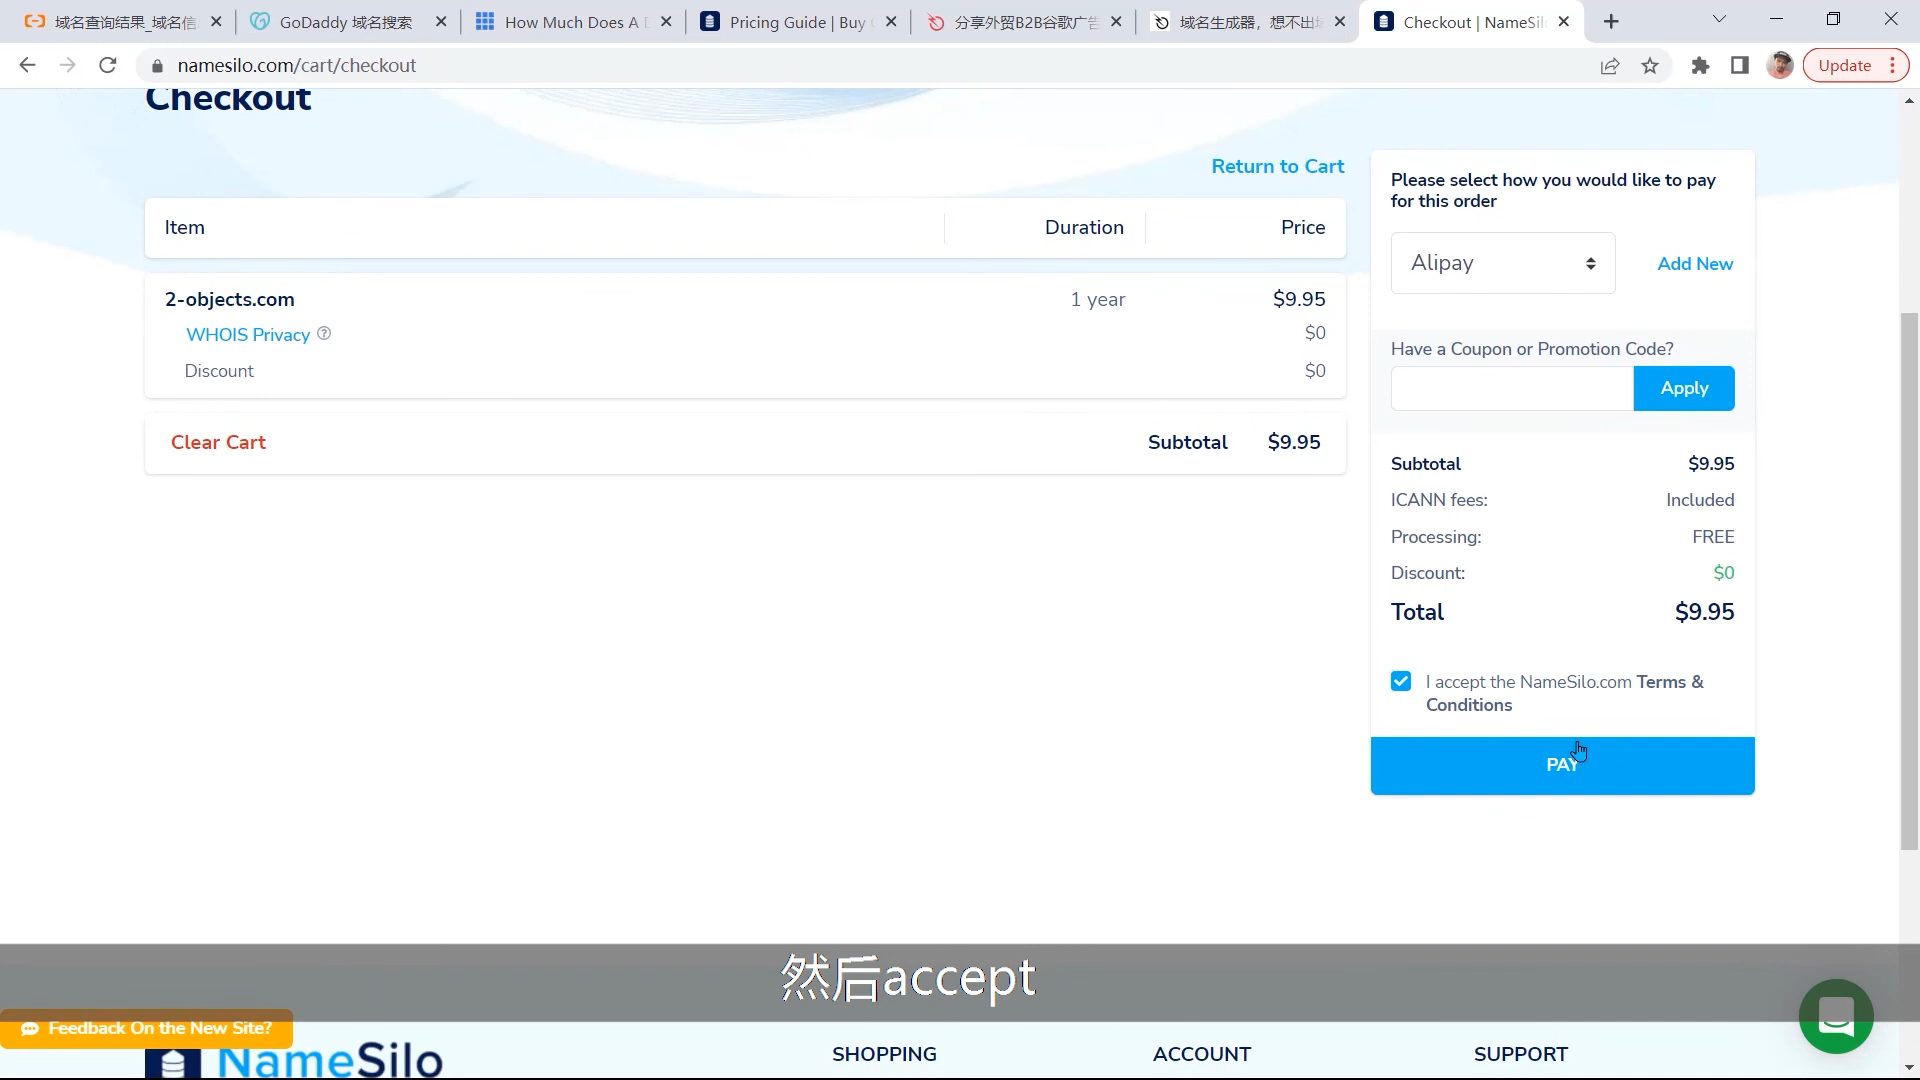 域名查询结果_域名信
GoDaddy 域名搜索
How Much Does A D
Pricing Guide | Buy
分享外贸B2B谷歌广告
域名生成器，想不出域
Checkout | NameSil
namesilo.com/cart/checkout
Update
Checkout
Return to Cart
Item Duration Price
2-objects.com 1 year $9.95
WHOIS Privacy $0
Discount $0
Clear Cart Subtotal $9.95
Please select how you would like to pay
for this order
Alipay Add New
Have a Coupon or Promotion Code?
Apply
Subtotal $9.95
ICANN fees: Included
Processing: FREE
Discount: $0
Total $9.95
I accept the NameSilo.com Terms &
Conditions
PAY
然后accept
Feedback On the New Site?
NameSilo
SHOPPING ACCOUNT SUPPORT